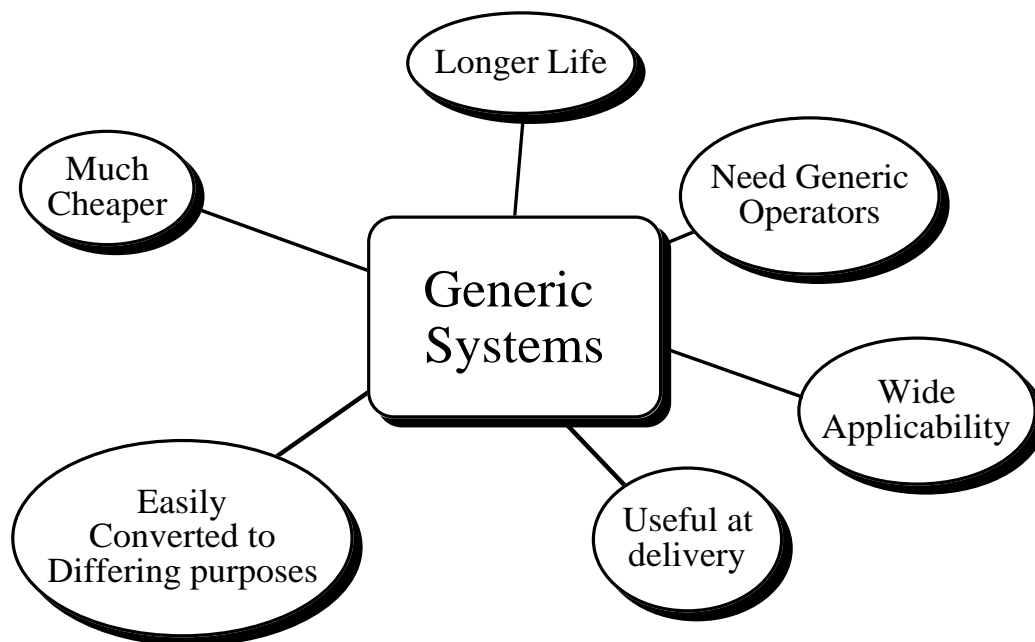 Longer Life
Much
Cheaper
Need Generic
Operators
Generic
Systems
Wide
Applicability
Easily
Converted to
Differing purposes
Useful at
delivery